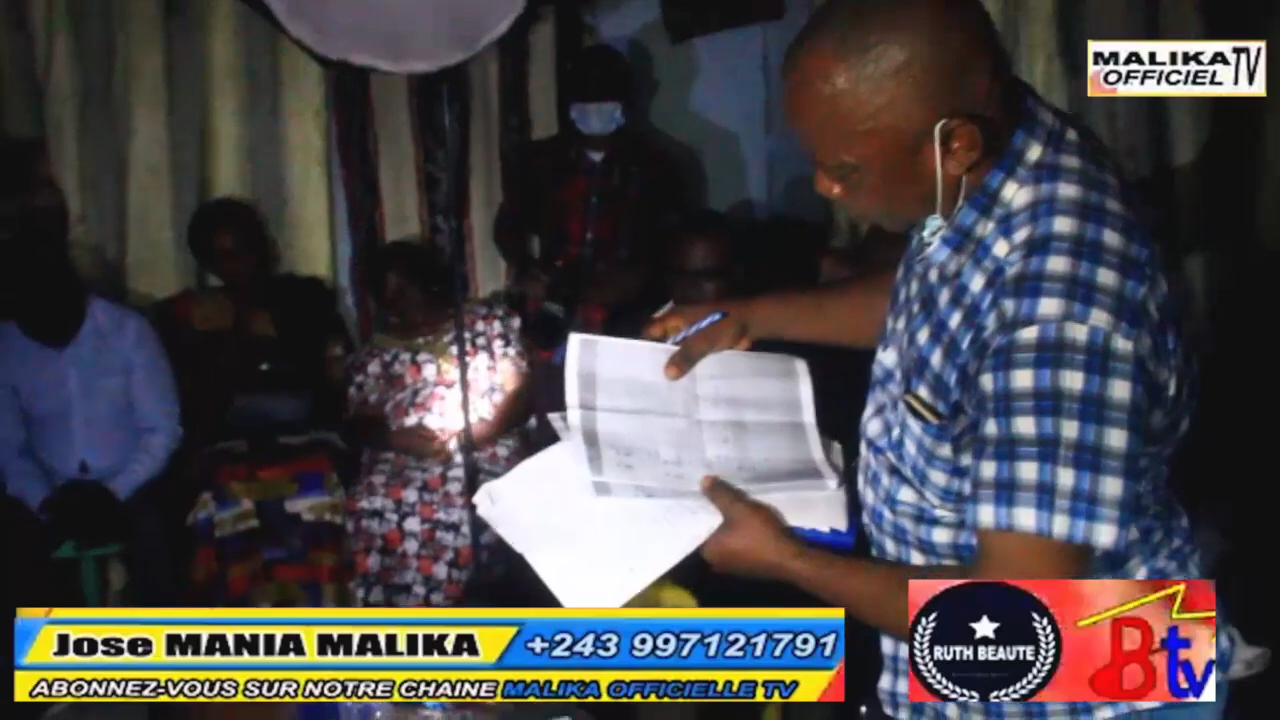 MALIKA TV
OFFICIEL
Jose MANIA MALIKA
+243 997121791
ABONNEZ-VOUS SUR NOTRE CHAINE MALIKA OFFICIELLE TV
RUTH BEAUTE
Btv